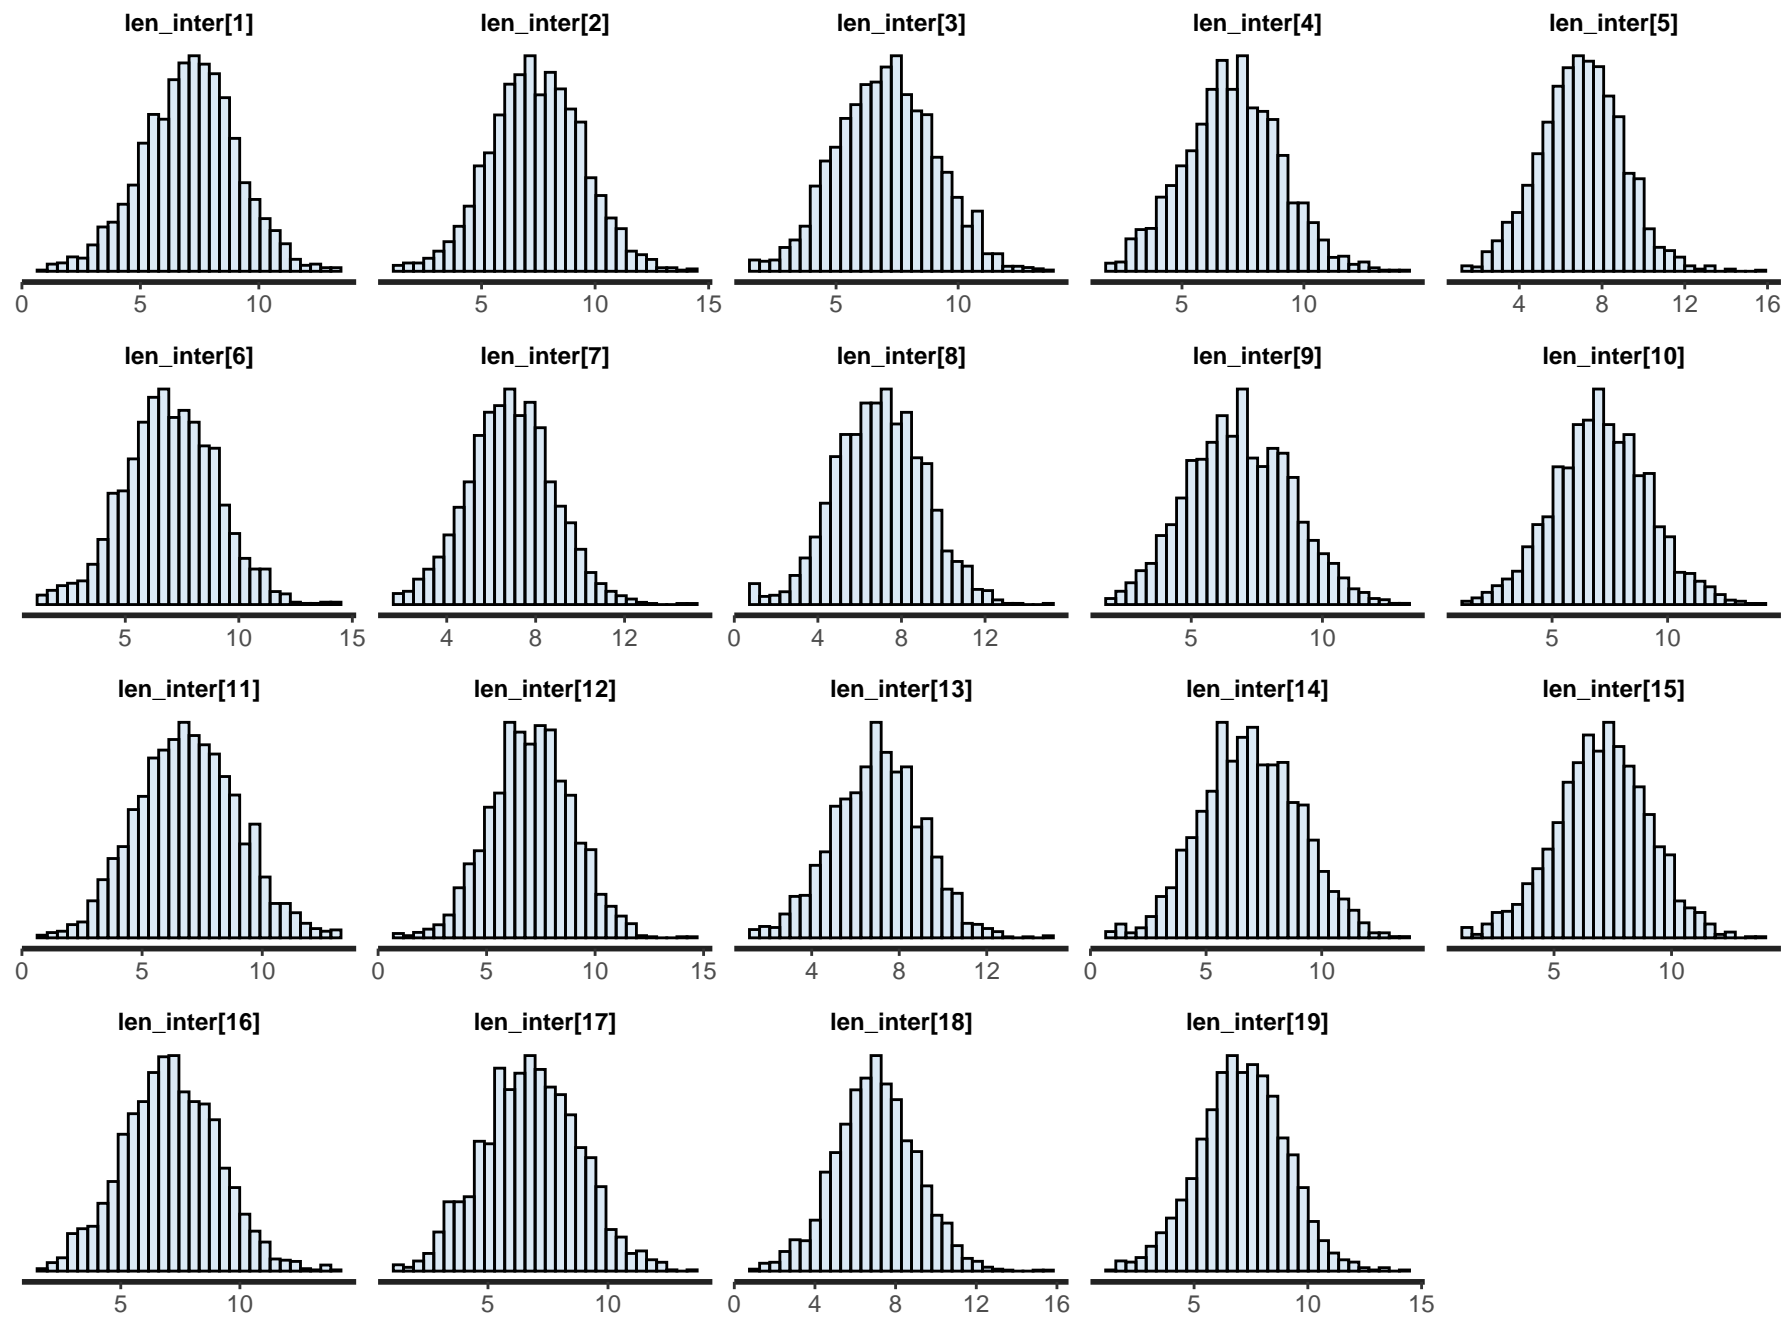 len_inter[1] len_inter[2] len_inter[3] len_inter[4] len_inter[5]
0 5 10 5 10 15 5 10 5 10 4 8 12 16
len_inter[6] len_inter[7] len_inter[8] len_inter[9] len_inter[10]
5 10 15 4 8 12 0 4 8 12 5 10 5 10
len_inter[11] len_inter[12] len_inter[13] len_inter[14] len_inter[15]
0 5 10 0 5 10 15 4 8 12 0 5 10 5 10
len_inter[16] len_inter[17] len_inter[18] len_inter[19]
5 10 5 10 0 4 8 12 16 5 10 15